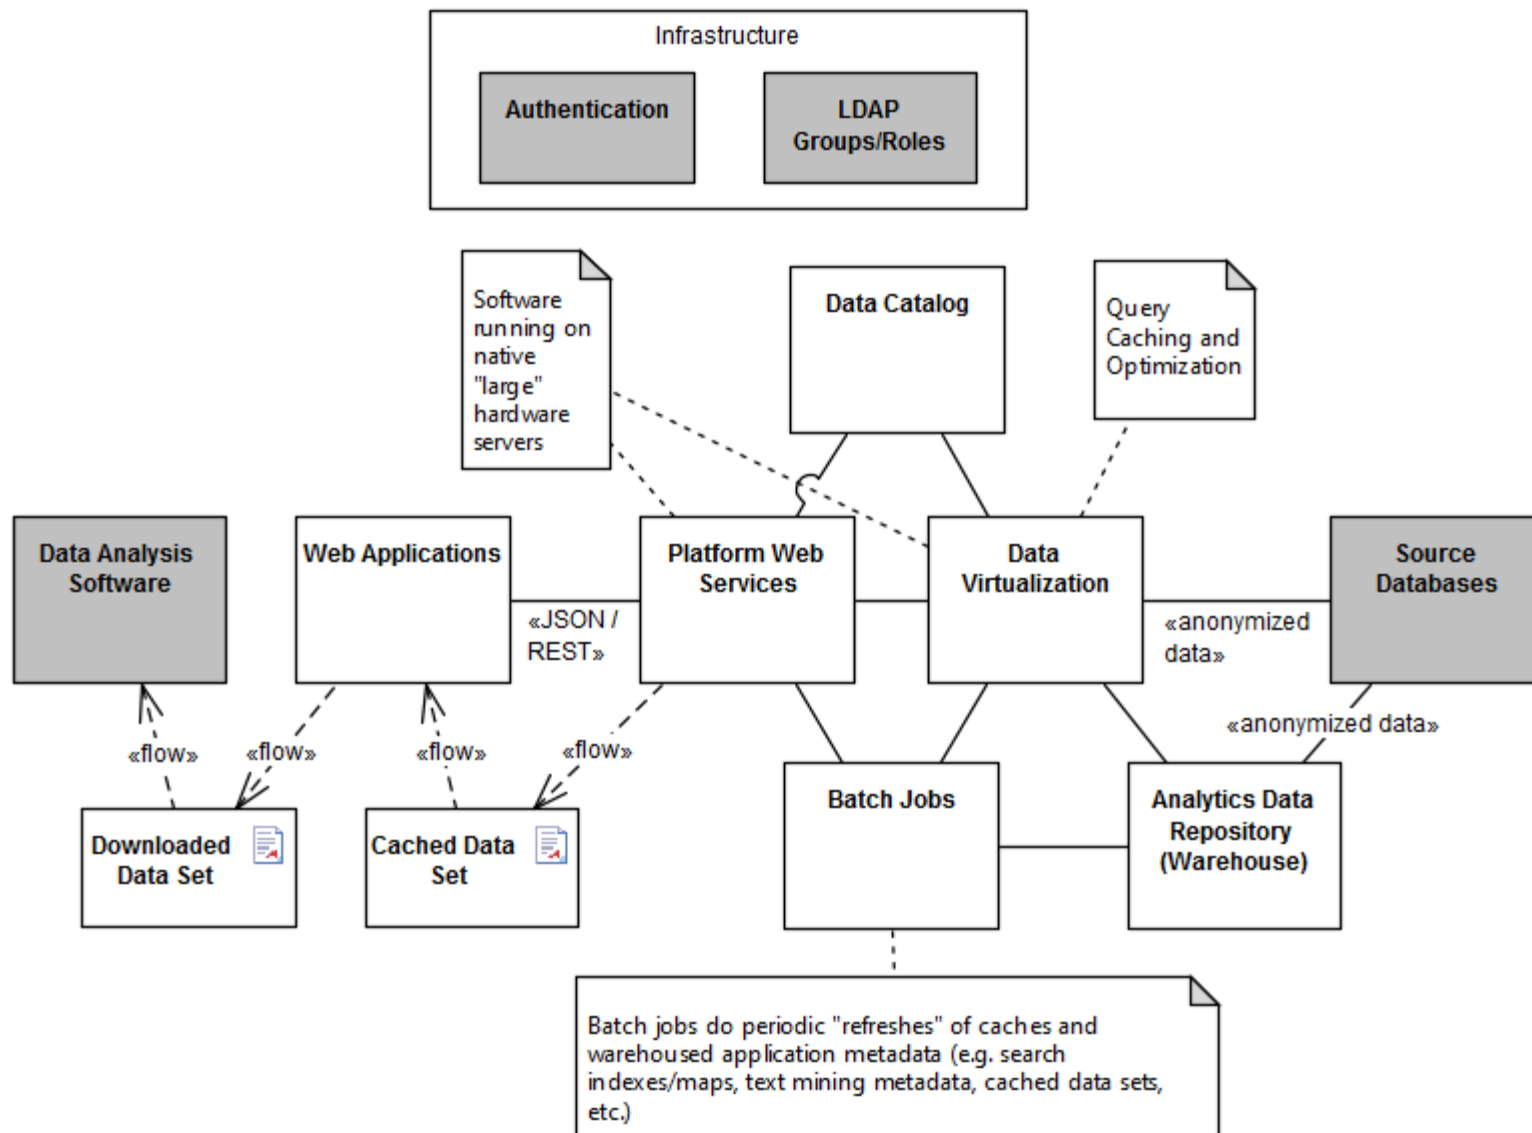 Infrastructure
Authentication
LDAP
Groups/Roles
Software
running on
native
"large"
hardware
servers
Data Catalog
Query
Caching and
Optimization
Data Analysis
Software
Web Applications
Platform Web
Services
Data
Virtualization
Source
Databases
«JSON /
REST»
«anonymized
data»
«flow»
«flow»
«flow»
«flow»
«anonymized data»
Downloaded
Data Set
Cached Data
Set
Batch Jobs
Analytics Data
Repository
(Warehouse)
Batch jobs do periodic "refreshes" of caches and
warehoused application metadata (e.g. search
indexes/maps, text mining metadata, cached data sets,
etc.)